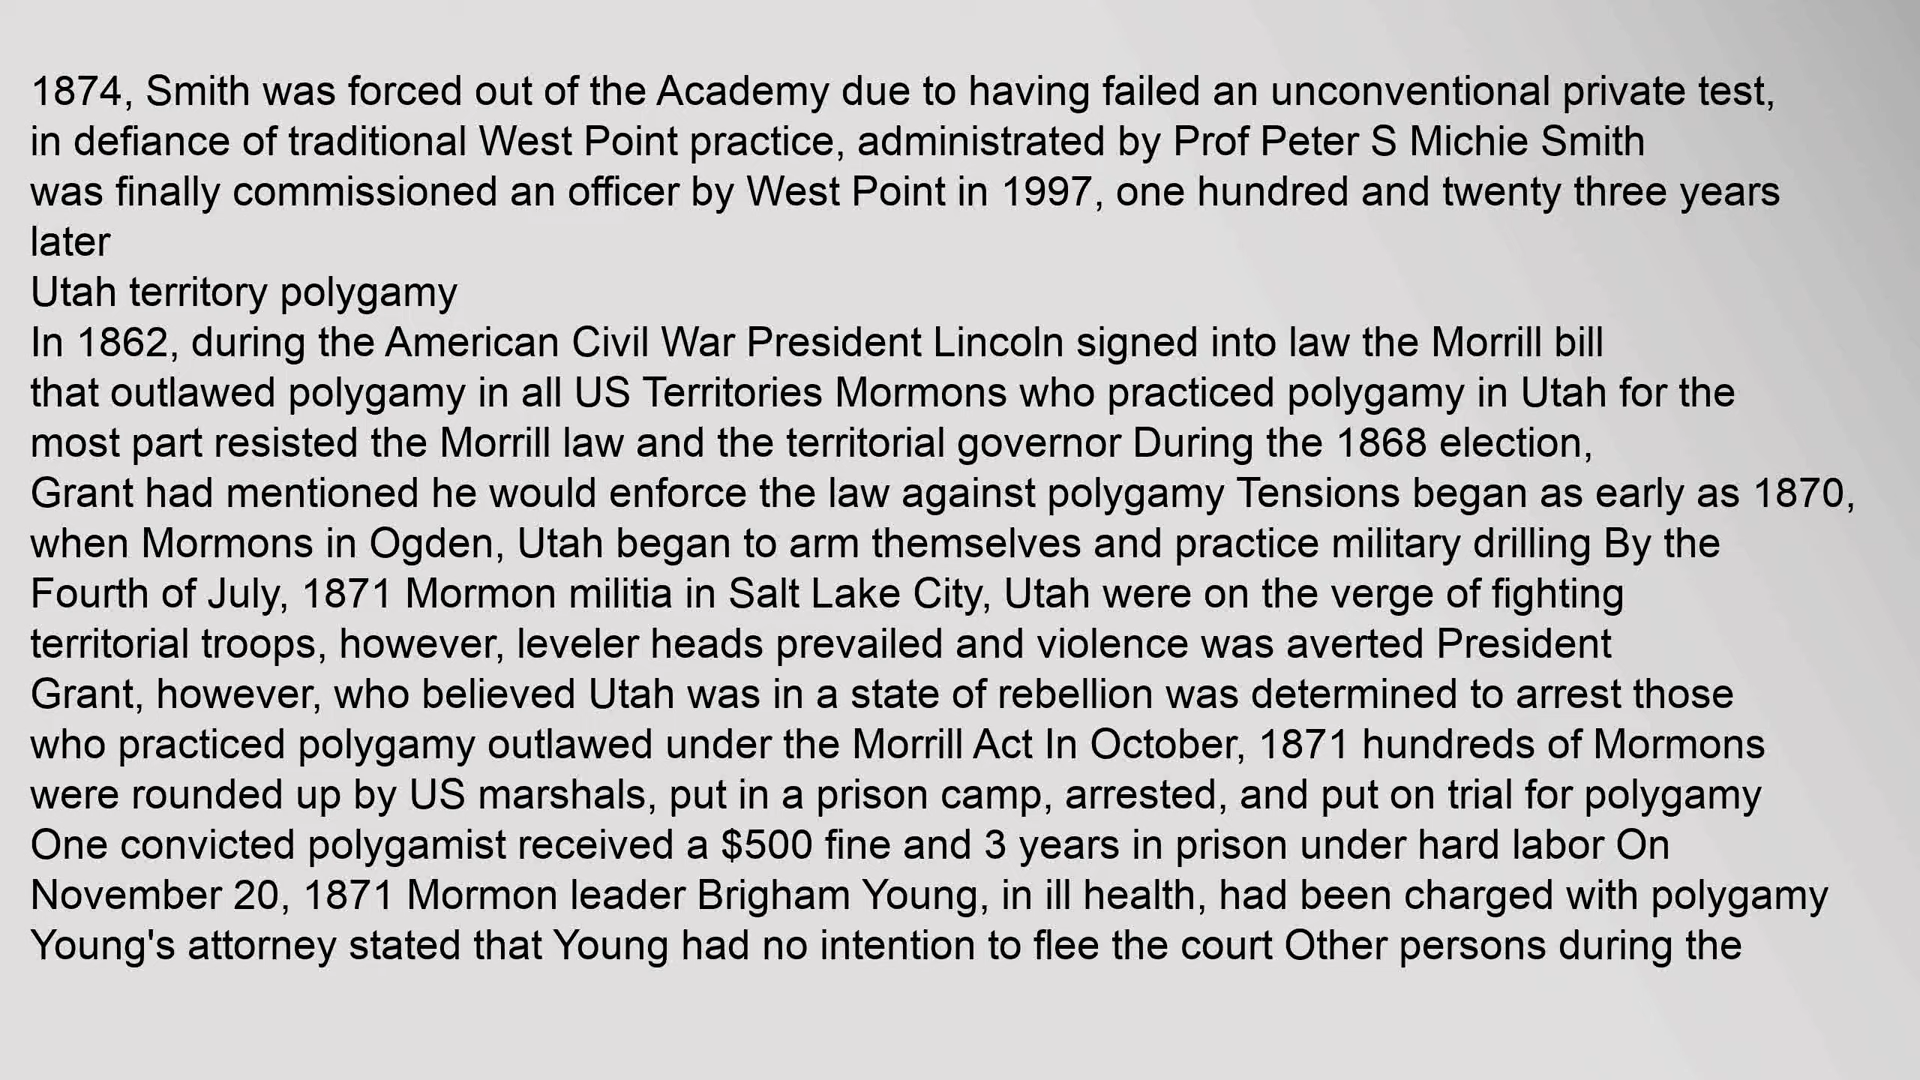 1874, Smith was forced out of the Academy due to having failed an unconventional private test,
in defiance of traditional West Point practice, administrated by Prof Peter S Michie Smith
was finally commissioned an officer by West Point in 1997, one hundred and twenty three years
later
Utah territory polygamy
In 1862, during the American Civil War President Lincoln signed into law the Morrill bill
that outlawed polygamy in all US Territories Mormons who practiced polygamy in Utah for the
most part resisted the Morrill law and the territorial governor During the 1868 election,
Grant had mentioned he would enforce the law against polygamy Tensions began as early as 1870,
when Mormons in Ogden, Utah began to arm themselves and practice military drilling By the
Fourth of July, 1871 Mormon militia in Salt Lake City, Utah were on the verge of fighting
territorial troops, however, leveler heads prevailed and violence was averted President
Grant, however, who believed Utah was in a state of rebellion was determined to arrest those
who practiced polygamy outlawed under the Morrill Act In October, 1871 hundreds of Mormons
were rounded up by US marshals, put in a prison camp, arrested, and put on trial for polygamy
One convicted polygamist received a $500 fine and 3 years in prison under hard labor On
November 20, 1871 Mormon leader Brigham Young, in ill health, had been charged with polygamy
Young's attorney stated that Young had no intention to flee the court Other persons during the